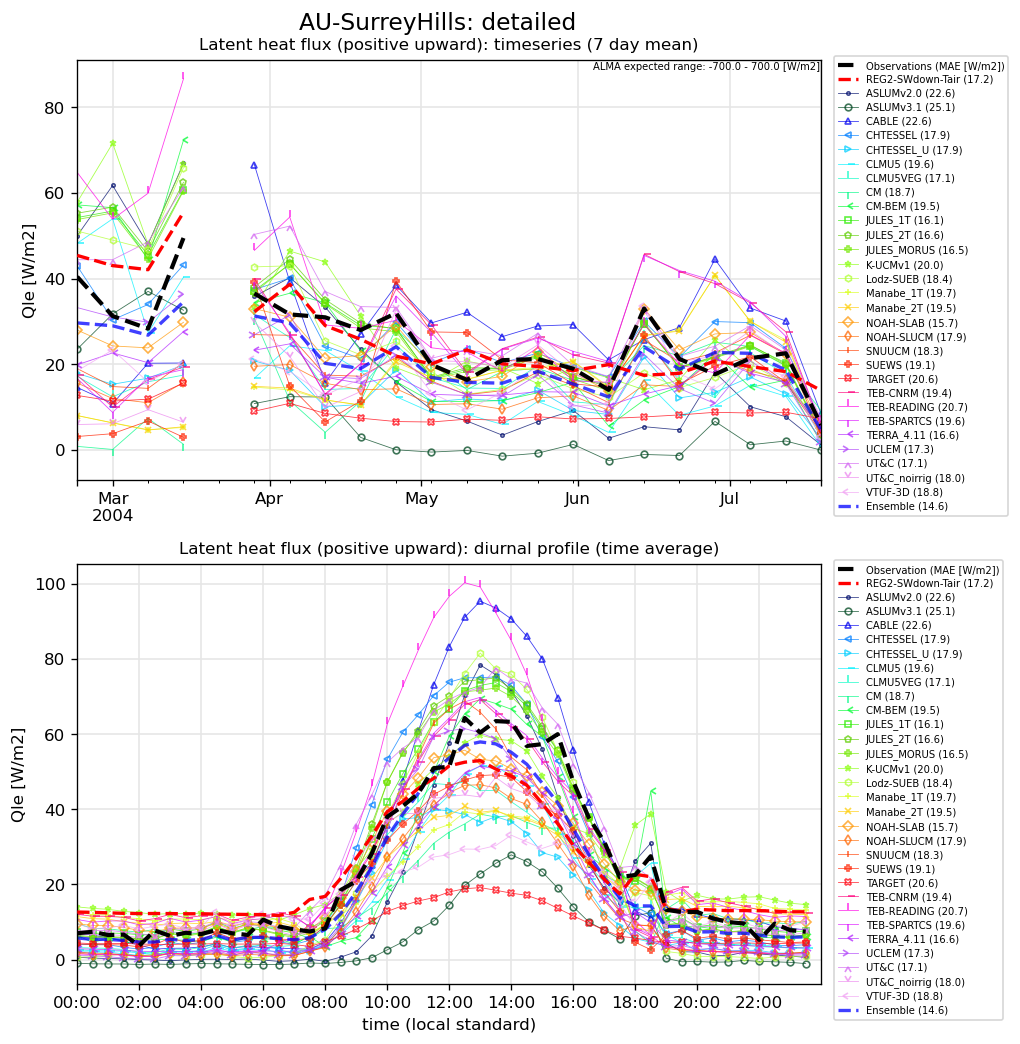 AU-SurreyHills: detailed
Latent heat flux (positive upward): timeseries (7 day mean)
ALMA expected range: -700.0 - 700.0 [W/m2]
Qle [W/m2]
80
60
40
20
0
Mar
2004
Apr
May
Jun
Jul
Observations (MAE [W/m2])
REG2-SWdown-Tair (17.2)
ASLUMv2.0 (22.6)
ASLUMv3.1 (25.1)
CABLE (22.6)
CHTESSEL (17.9)
CHTESSEL_U (17.9)
CLMU5 (19.6)
CLMU5VEG (17.1)
CM (18.7)
CM-BEM (19.5)
JULES_1T (16.1)
JULES_2T (16.6)
JULES_MORUS (16.5)
K-UCMv1 (20.0)
Lodz-SUEB (18.4)
Manabe_1T (19.7)
Manabe_2T (19.5)
NOAH-SLAB (15.7)
NOAH-SLUCM (17.9)
SNUUCM (18.3)
SUEWS (19.1)
TARGET (20.6)
TEB-CNRM (19.4)
TEB-READING (20.7)
TEB-SPARTCS (19.6)
TERRA_4.11 (16.6)
UCLEM (17.3)
UT&C (17.1)
UT&C_noirrig (18.0)
VTUF-3D (18.8)
Ensemble (14.6)
Latent heat flux (positive upward): diurnal profile (time average)
Qle [W/m2]
100
80
60
40
20
0
00:00
02:00
04:00
06:00
08:00
10:00
12:00
14:00
16:00
18:00
20:00
22:00
time (local standard)
Observation (MAE [W/m2])
REG2-SWdown-Tair (17.2)
ASLUMv2.0 (22.6)
ASLUMv3.1 (25.1)
CABLE (22.6)
CHTESSEL (17.9)
CHTESSEL_U (17.9)
CLMU5 (19.6)
CLMU5VEG (17.1)
CM (18.7)
CM-BEM (19.5)
JULES_1T (16.1)
JULES_2T (16.6)
JULES_MORUS (16.5)
K-UCMv1 (20.0)
Lodz-SUEB (18.4)
Manabe_1T (19.7)
Manabe_2T (19.5)
NOAH-SLAB (15.7)
NOAH-SLUCM (17.9)
SNUUCM (18.3)
SUEWS (19.1)
TARGET (20.6)
TEB-CNRM (19.4)
TEB-READING (20.7)
TEB-SPARTCS (19.6)
TERRA_4.11 (16.6)
UCLEM (17.3)
UT&C (17.1)
UT&C_noirrig (18.0)
VTUF-3D (18.8)
Ensemble (14.6)